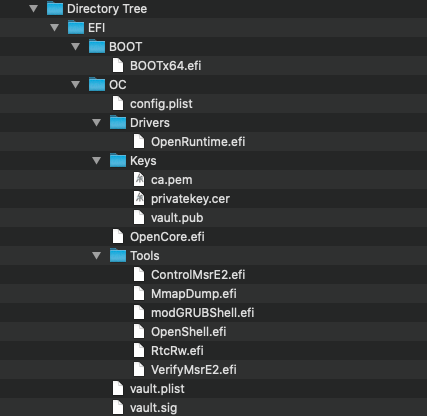 Directory Tree
EFI
BOOT
BOOTx64.efi
OC
config.plist
Drivers
OpenRuntime.efi
Keys
ca.pem
privatekey.cer
vault.pub
OpenCore.efi
Tools
ControlMsrE2.efi
MmapDump.efi
modGRUBShell.efi
OpenShell.efi
RtcRw.efi
VerifyMsrE2.efi
vault.plist
vault.sig